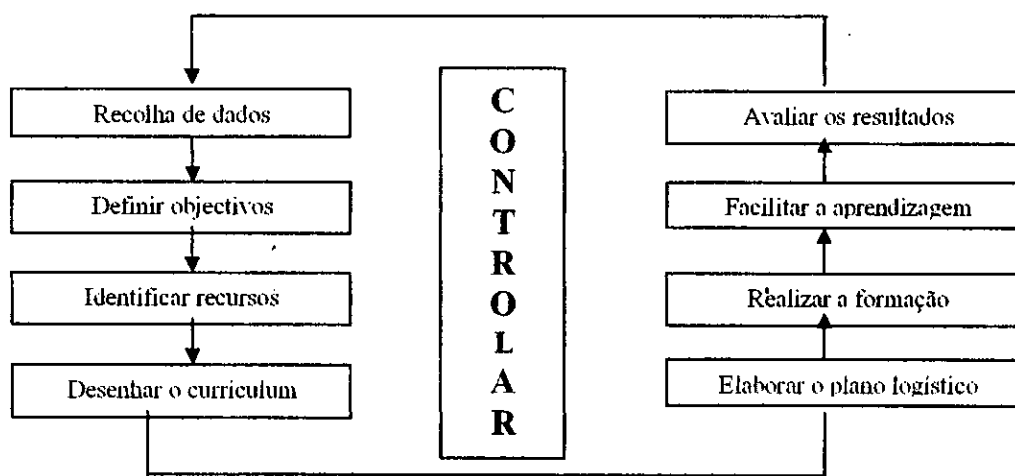 Recolha de dados
Definir objectivos
Identificar recursos
Desenhar o curriculum
C
O
N
T
R
O
L
A
R
Avaliar os resultados
Facilitar a aprendizagem
Realizar a formação
Elaborar o plano logístico